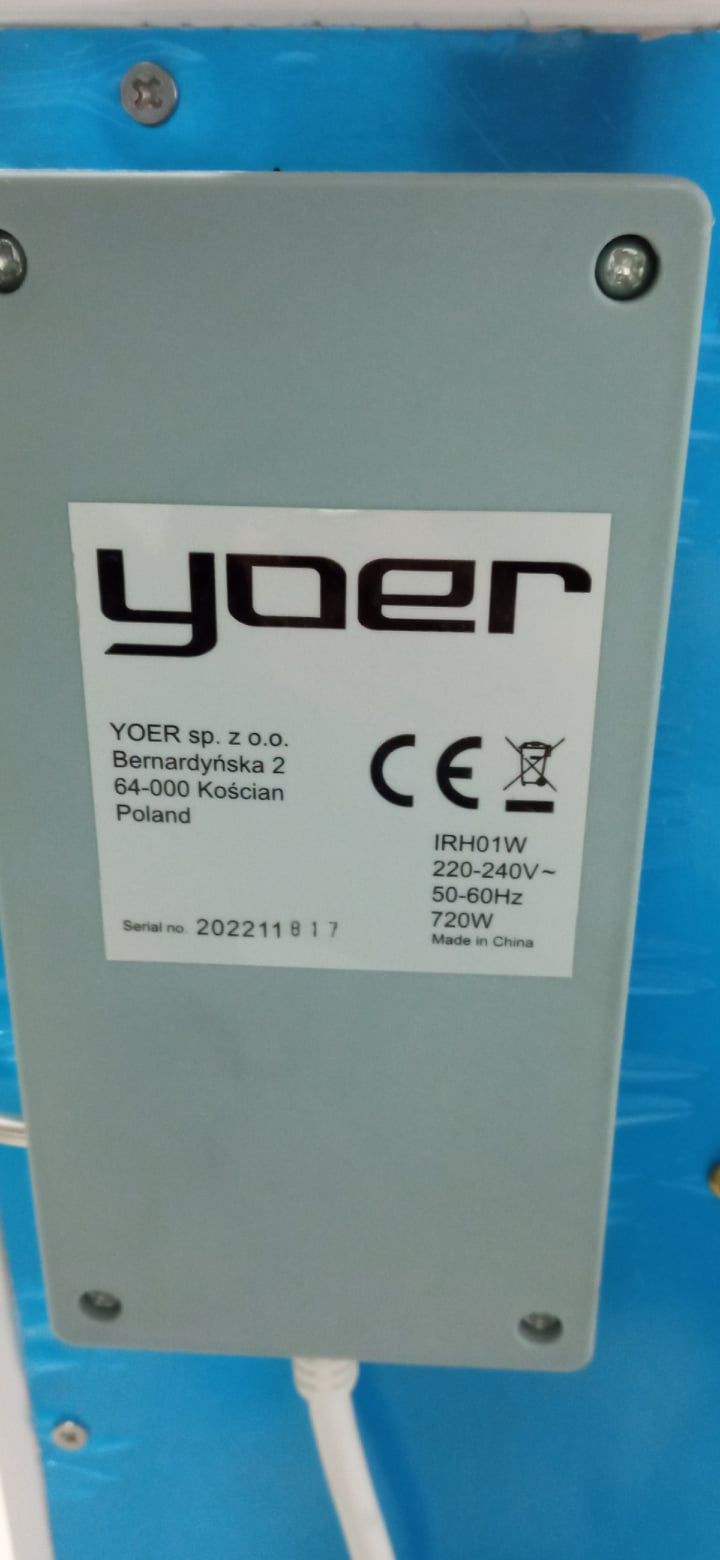 yoer
YOER sp. z o.o.
Bernardyńska 2
64-000 Kościan
Poland
CE
IRH01W
220-240V~
50-60Hz
720W
Made in China
Serial no. 202211817